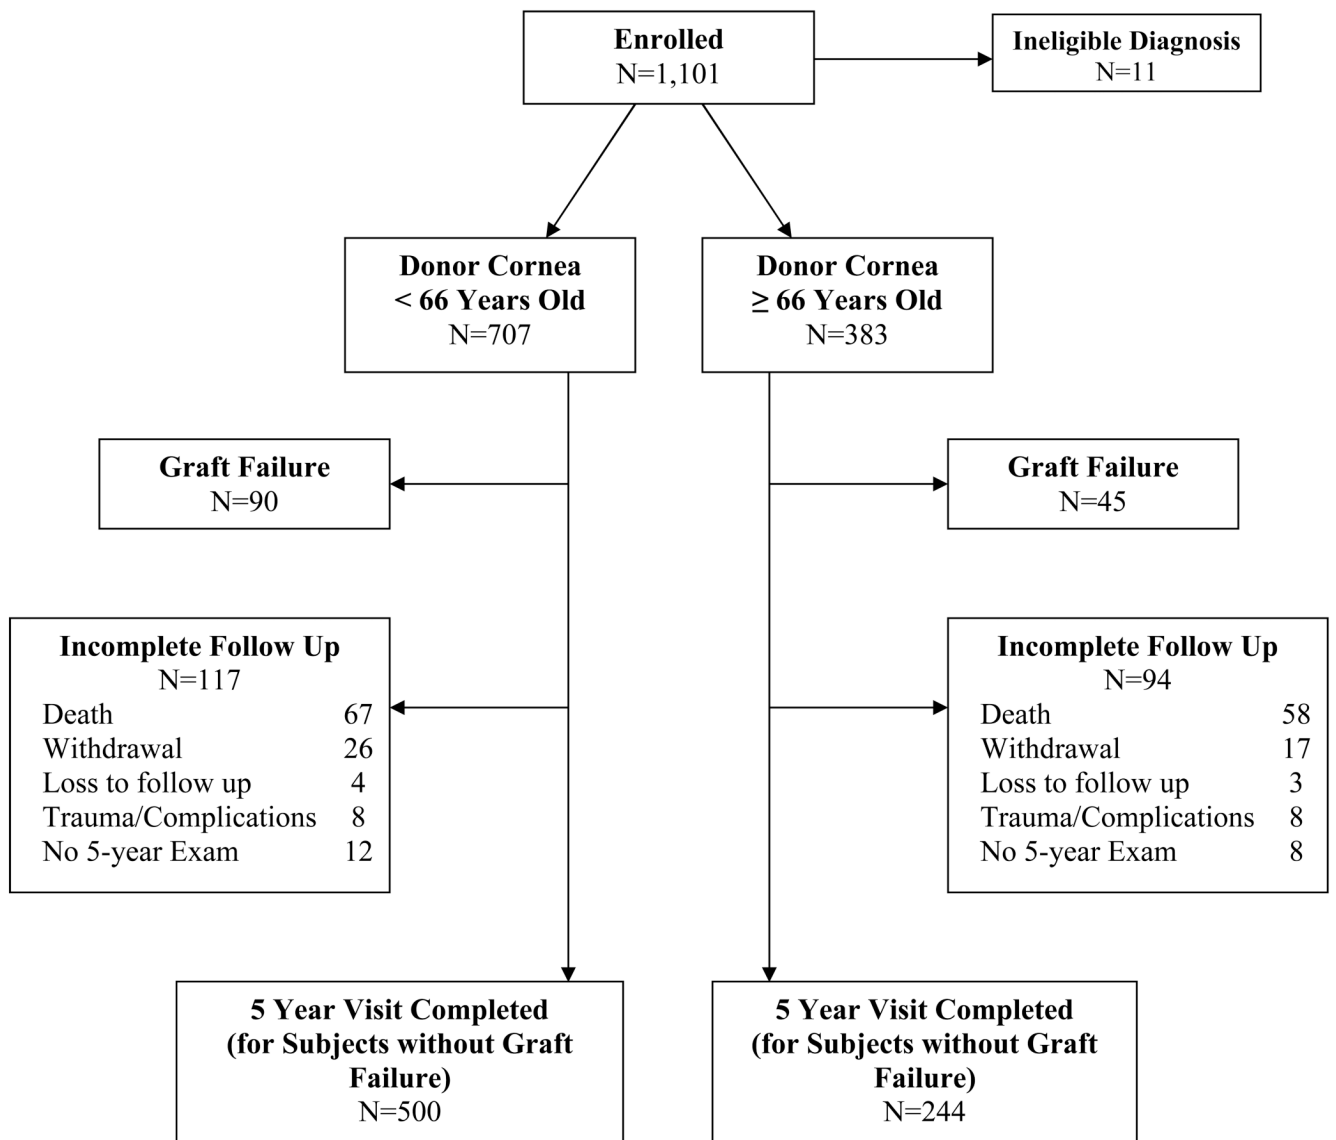 Enrolled
N=1,101
Ineligible Diagnosis
N=11
Donor Cornea
< 66 Years Old
N=707
Donor Cornea
≥ 66 Years Old
N=383
Graft Failure
N=90
Graft Failure
N=45
Incomplete Follow Up
N=117
Death 67
Withdrawal 26
Loss to follow up 4
Trauma/Complications 8
No 5-year Exam 12
Incomplete Follow Up
N=94
Death 58
Withdrawal 17
Loss to follow up 3
Trauma/Complications 8
No 5-year Exam 8
5 Year Visit Completed
(for Subjects without Graft
Failure)
N=500
5 Year Visit Completed
(for Subjects without Graft
Failure)
N=244